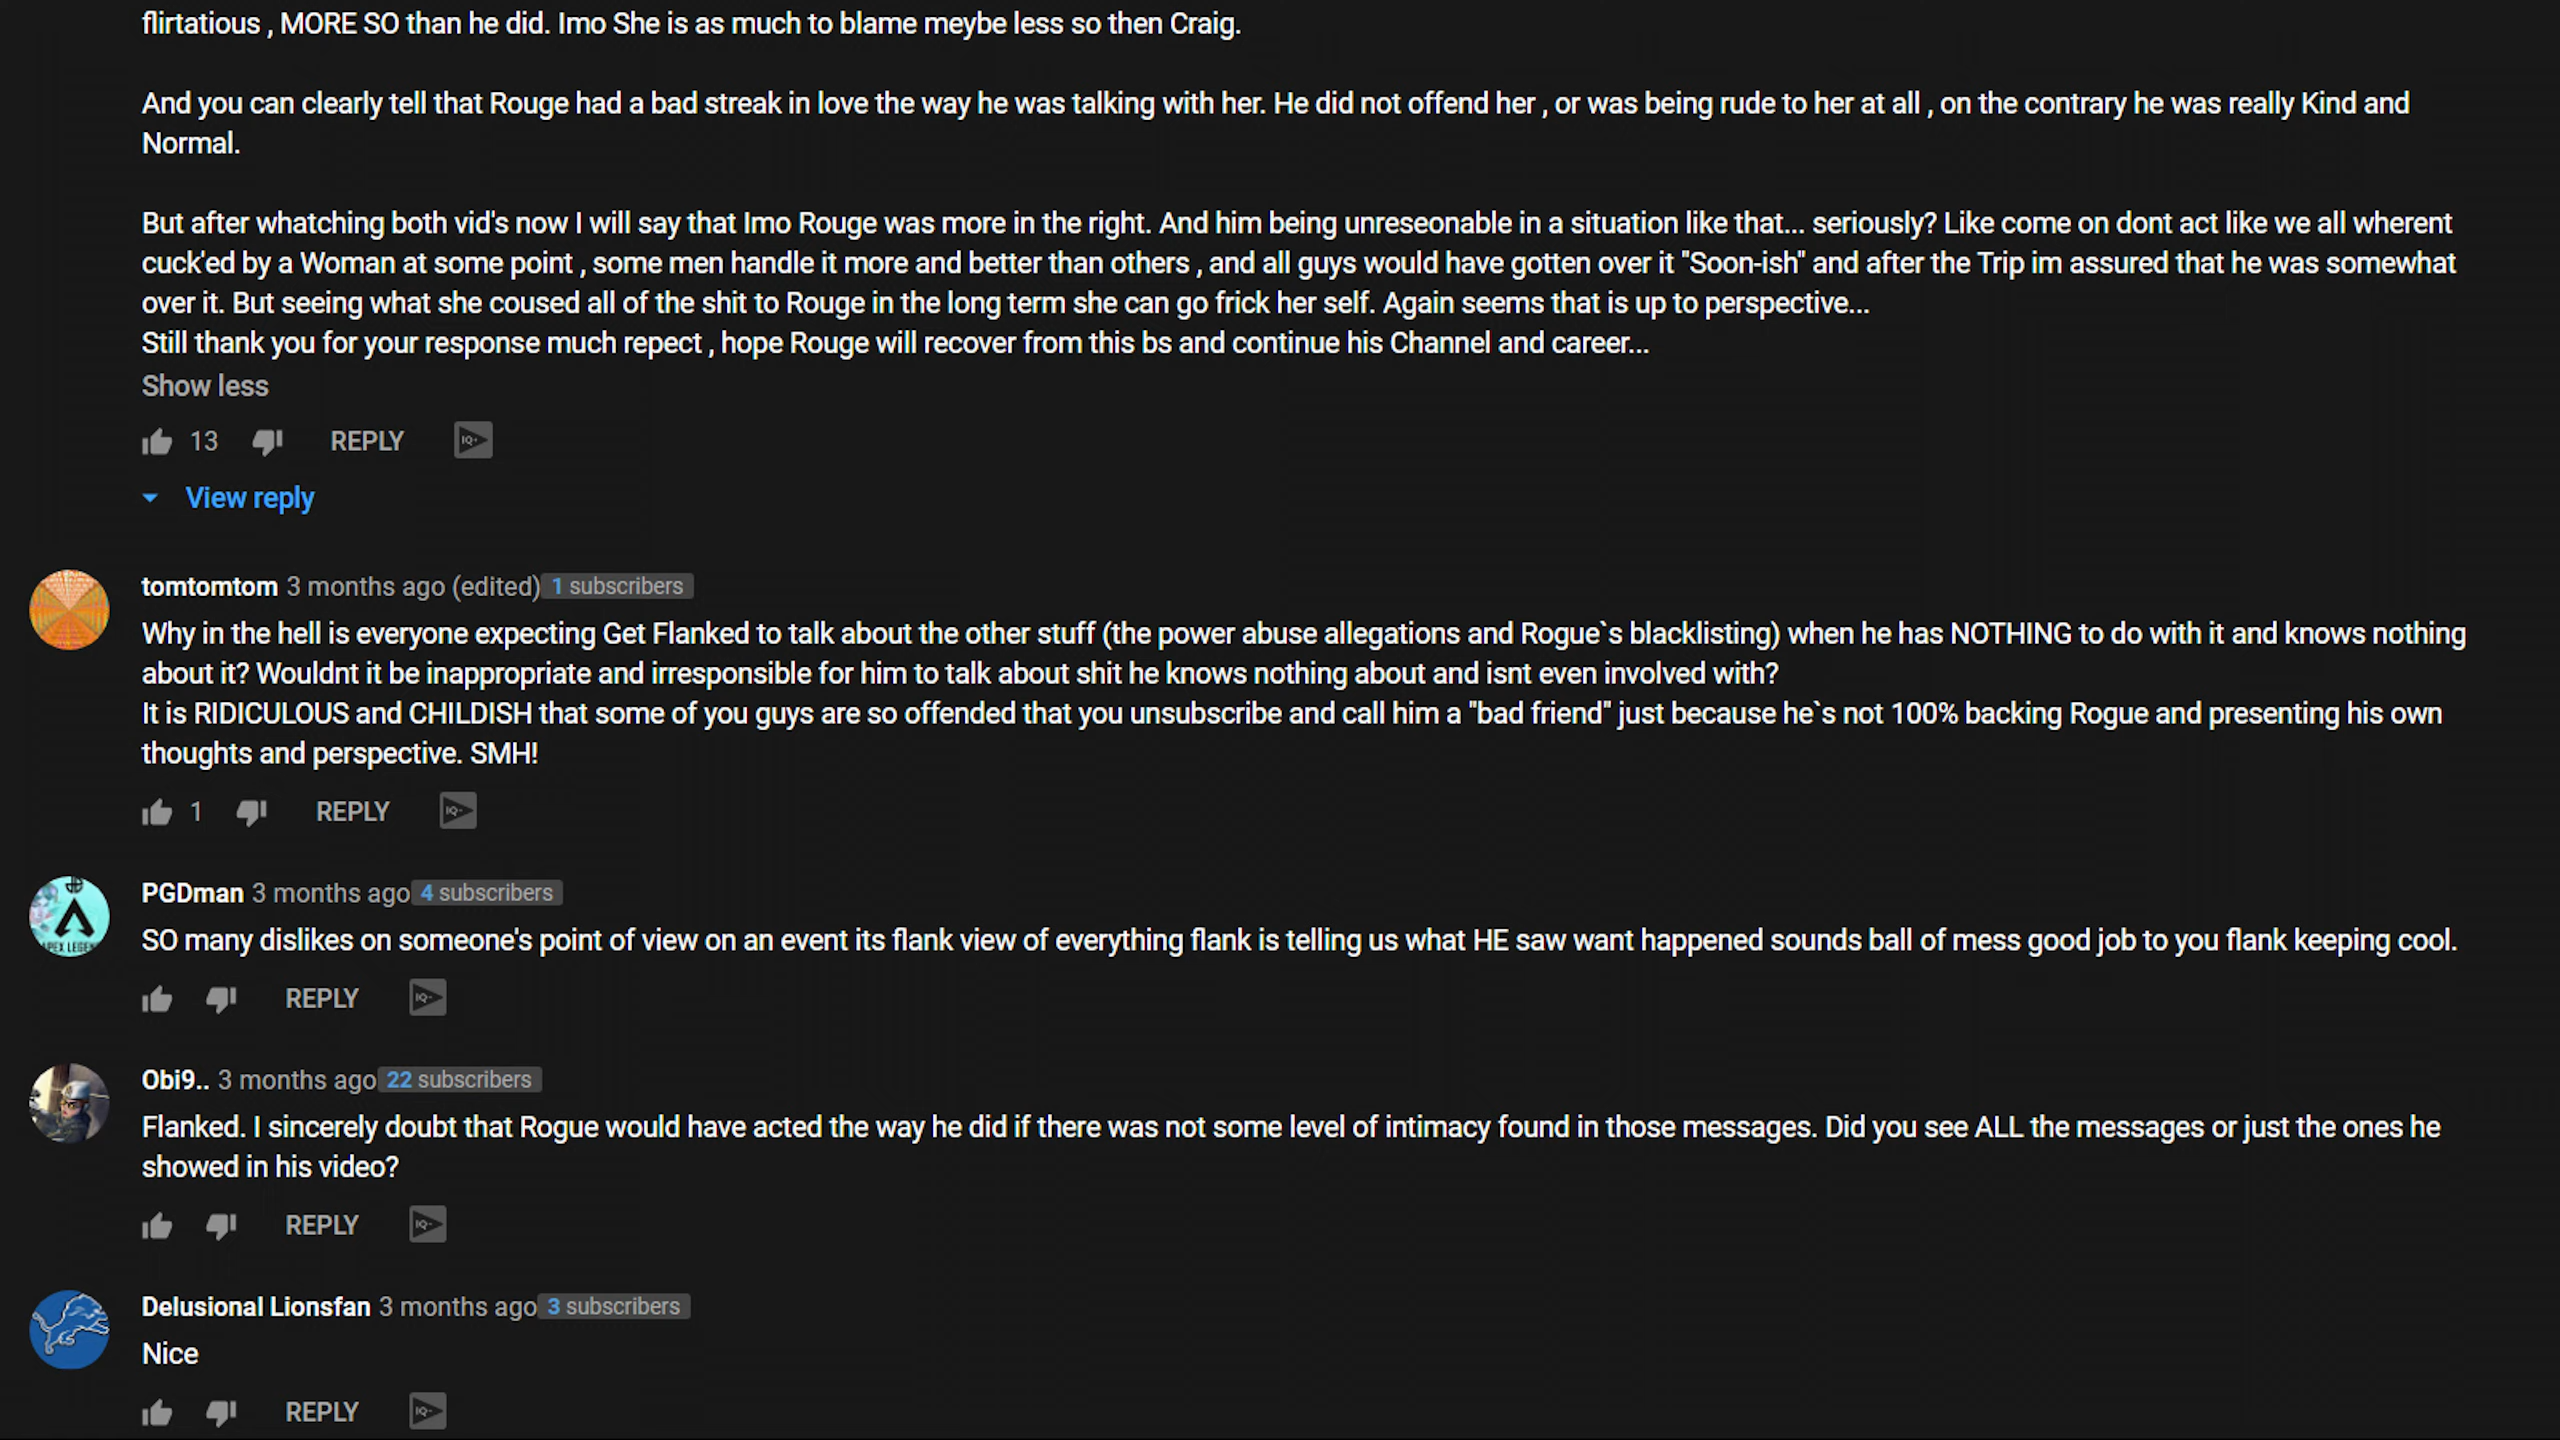 flirtatious , MORE SO than he did. Imo She is as much to blame meybe less so then Craig.
And you can clearly tell that Rouge had a bad streak in love the way he was talking with her. He did not offend her , or was being rude to her at all , on the contrary he was really Kind and
Normal.
But after whatching both vid's now I will say that Imo Rouge was more in the right. And him being unreseonable in a situation like that... seriously? Like come on dont act like we all wherent
cuck'ed by a Woman at some point , some men handle it more and better than others , and all guys would have gotten over it "Soon-ish" and after the Trip im assured that he was somewhat
over it. But seeing what she coused all of the shit to Rouge in the long term she can go frick her self. Again seems that is up to perspective...
Still thank you for your response much repect , hope Rouge will recover from this bs and continue his Channel and career...
Show less
13 REPLY IQ+
View reply
tomtomtom 3 months ago (edited) 1 subscribers
Why in the hell is everyone expecting Get Flanked to talk about the other stuff (the power abuse allegations and Rogue`s blacklisting) when he has NOTHING to do with it and knows nothing
about it? Wouldnt it be inappropriate and irresponsible for him to talk about shit he knows nothing about and isnt even involved with?
It is RIDICULOUS and CHILDISH that some of you guys are so offended that you unsubscribe and call him a "bad friend" just because he`s not 100% backing Rogue and presenting his own
thoughts and perspective. SMH!
1 REPLY IQ+
PGDman 3 months ago 4 subscribers
SO many dislikes on someone's point of view on an event its flank view of everything flank is telling us what HE saw want happened sounds ball of mess good job to you flank keeping cool.
REPLY IQ+
Obi9.. 3 months ago 22 subscribers
Flanked. I sincerely doubt that Rogue would have acted the way he did if there was not some level of intimacy found in those messages. Did you see ALL the messages or just the ones he
showed in his video?
REPLY IQ+
Delusional Lionsfan 3 months ago 3 subscribers
Nice
REPLY IQ+